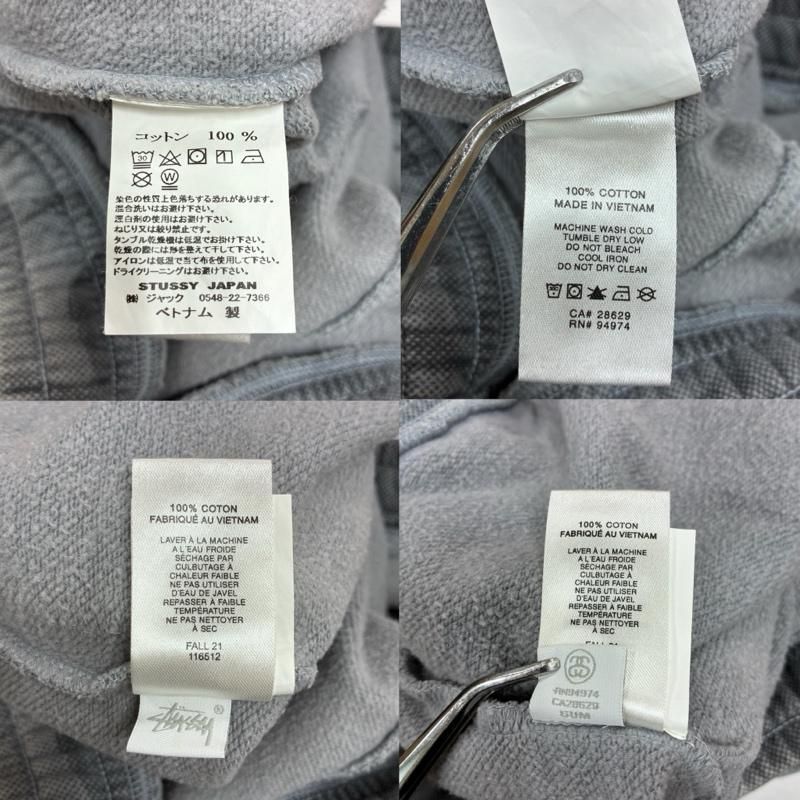 コットン 100 %
30
W
染色の性質上色落ちする恐れがあります。
混合洗いはお避け下さい。
漂白剤の使用はお避け下さい。
ねじり又は絞り禁止です。
タンブル乾燥機は低温でお掛け下さい。
乾燥の際には形を整えて干して下さい。
アイロンは低温で当て布を使用して下さい。
ドライクリーニングはお避け下さい。
STUSSY JAPAN
㈱ ジャック 0548-22-7366
ベトナム 製
100% COTTON
MADE IN VIETNAM
MACHINE WASH COLD
TUMBLE DRY LOW
DO NOT BLEACH
COOL IRON
DO NOT DRY CLEAN
CA# 28629
RN# 94974
100% COTON
FABRIQUÉ AU VIETNAM
LAVER À LA MACHINE
A L'EAU FROIDE
SÉCHAGE PAR
CULBUTAGE À
CHALEUR FAIBLE
NE PAS UTILISER
D'EAU DE JAVEL
REPASSER À FAIBLE
TEMPÉRATURE
NE PAS NETTOYER
À SEC
FALL 21
116512
STÜSSY®
100% COTON
FABRIQUÉ AU VIETNAM
LAVER À LA MACHINE
A L'EAU FROIDE
SÉCHAGE PAR
CULBUTAGE À
CHALEUR FAIBLE
NE PAS UTILISER
D'EAU DE JAVEL
REPASSER À FAIBLE
TEMPÉRATURE
NE PAS NETTOYER
À SEC
FALL 21
RN94974
CA28629